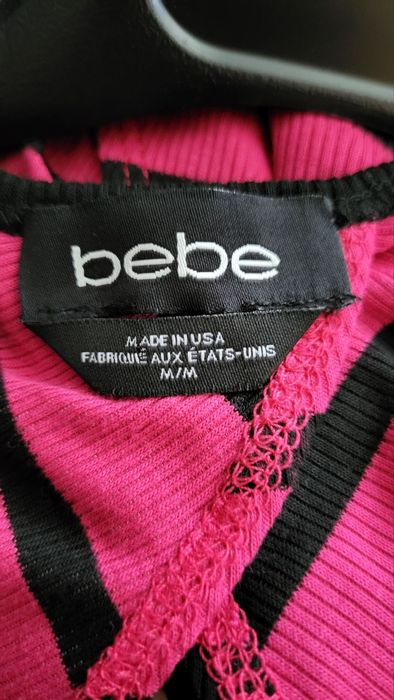 bebe
MADE IN USA
FABRIQUÉ AUX ÉTATS-UNIS
M/M